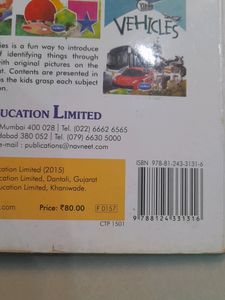 VEHICLES
ies is a fun way to introduce
f identifying things through
ith original pictures on the
t. Contents are presented in
s the kids grasp each subject
UCATION LIMITED
Mumbai 400 028 | Tel. (022) 6662 6565
dabad 380 052 | Tel. (079) 6630 5000
e-mail : publications@navneet.com
cation Limited (2015)
ucation Limited, Dantali, Gujarat
ducation Limited, Khaniwade.
s.com
Price: ₹80.00
F 0157
CTP 1501
ISBN 978-81-243-3131-6
9 788124 331316